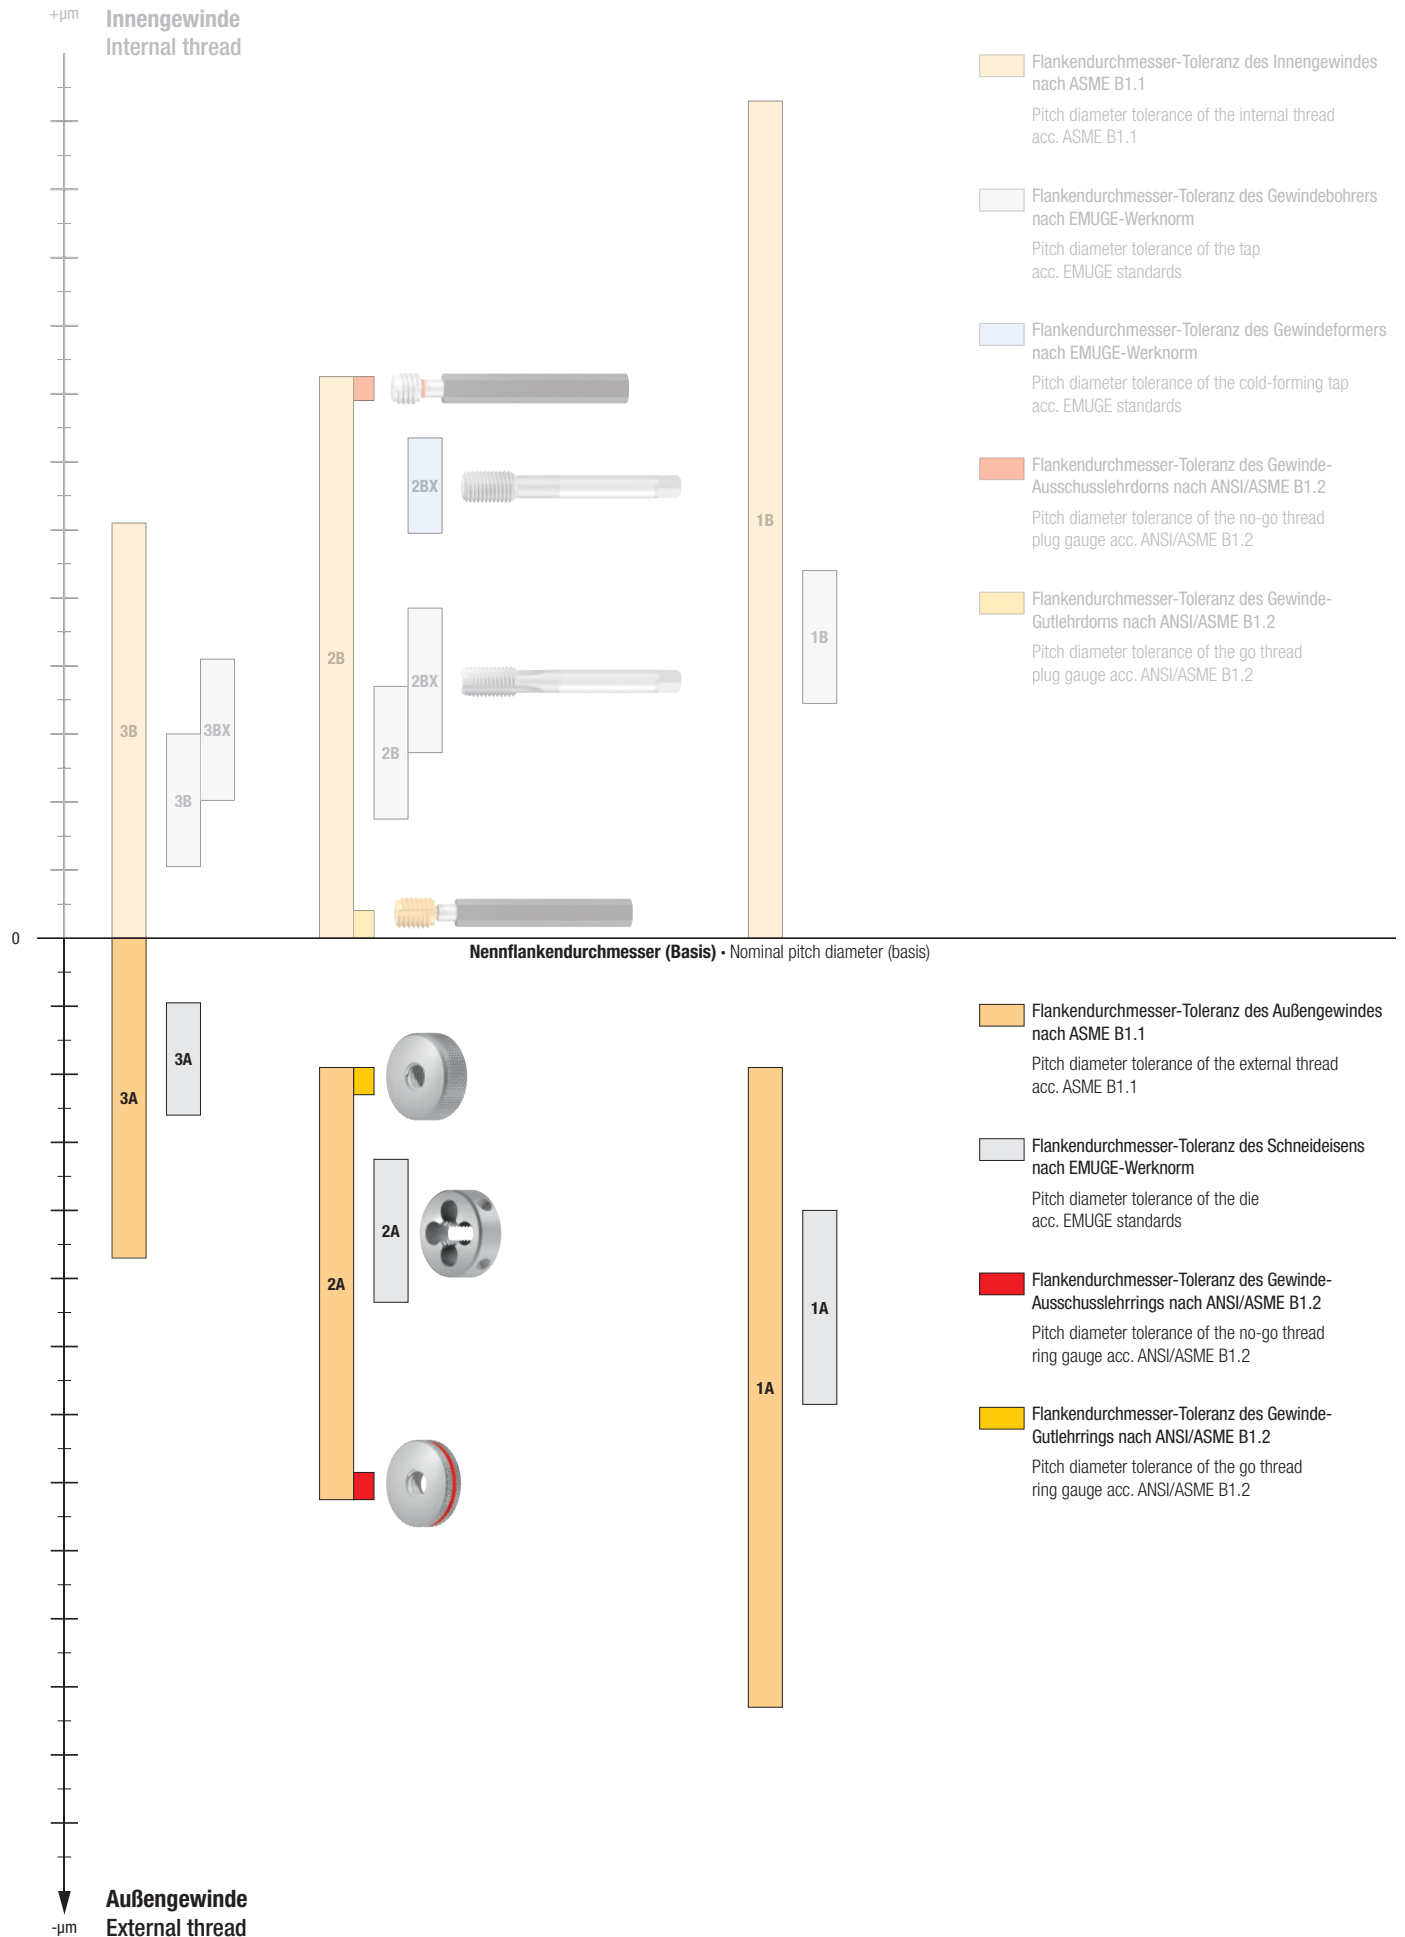 +µm
Innengewinde
Internal thread
Flankendurchmesser-Toleranz des Innengewindes
nach ASME B1.1
Pitch diameter tolerance of the internal thread
acc. ASME B1.1
Flankendurchmesser-Toleranz des Gewindebohrers
nach EMUGE-Werknorm
Pitch diameter tolerance of the tap
acc. EMUGE standards
Flankendurchmesser-Toleranz des Gewindeformers
nach EMUGE-Werknorm
Pitch diameter tolerance of the cold-forming tap
acc. EMUGE standards
Flankendurchmesser-Toleranz des Gewinde-
Ausschusslehrdorns nach ANSI/ASME B1.2
Pitch diameter tolerance of the no-go thread
plug gauge acc. ANSI/ASME B1.2
Flankendurchmesser-Toleranz des Gewinde-
Gutlehrdorns nach ANSI/ASME B1.2
Pitch diameter tolerance of the go thread
plug gauge acc. ANSI/ASME B1.2
2BX
1B
1B
2B
2BX
3B
3BX
2B
3B
0
Nennflankendurchmesser (Basis) • Nominal pitch diameter (basis)
3A
3A
2A
2A
1A
1A
Flankendurchmesser-Toleranz des Außengewindes
nach ASME B1.1
Pitch diameter tolerance of the external thread
acc. ASME B1.1
Flankendurchmesser-Toleranz des Schneideisens
nach EMUGE-Werknorm
Pitch diameter tolerance of the die
acc. EMUGE standards
Flankendurchmesser-Toleranz des Gewinde-
Ausschusslehrrings nach ANSI/ASME B1.2
Pitch diameter tolerance of the no-go thread
ring gauge acc. ANSI/ASME B1.2
Flankendurchmesser-Toleranz des Gewinde-
Gutlehrrings nach ANSI/ASME B1.2
Pitch diameter tolerance of the go thread
ring gauge acc. ANSI/ASME B1.2
Außengewinde
-µm
External thread